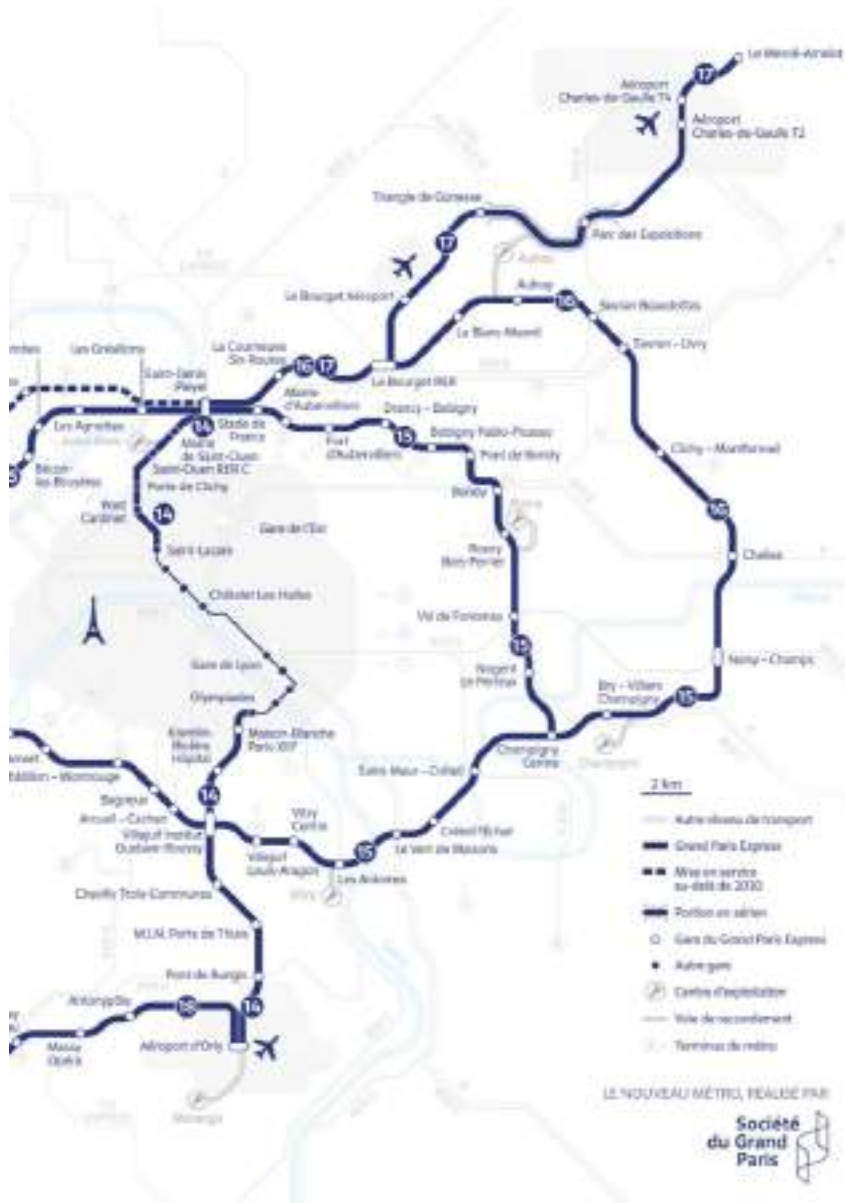 Le Mesnil-Amelot
17
Aéroport
Charles-de-Gaulle T4
Aéroport
Charles-de-Gaulle T2
Triangle de Gonesse
17
Parc des Expositions
Aulnay
Le Bourget Aéroport
Aulnay
16
Sevran-Beaudottes
Le Blanc-Mesnil
Sevran – Livry
La Courneuve
Six-Routes
16 17
Le Bourget RER
Les Grésillons
Saint-Denis
Pleyel
Mairie
d'Aubervilliers
Drancy – Bobigny
Les Agnettes
14
Stade de
France
15
Bobigny Pablo-Picasso
Clichy – Montfermeil
Mairie
de Saint-Ouen
Fort
d'Aubervilliers
Pont de Bondy
Bécon-
les-Bruyères
Saint-Ouen RER C
Porte de Clichy
Bondy
16
Pont
Cardinet
14
Gare de l'Est
Saint-Lazare
Rosny
Bois-Perrier
Chelles
Châtelet Les Halles
Val de Fontenay
15
Gare de Lyon
Nogent
Le Perreux
Noisy – Champs
Olympiades
Bry – Villiers
Champigny
15
Kremlin-
Bicêtre
Hôpital
Maison-Blanche
Paris XIIIe
Champigny
Centre
Champigny
Châtillon – Montrouge
Saint-Maur – Créteil
Bagneux
14
Arcueil – Cachan
Villejuif Institut
Gustave-Roussy
Vitry
Centre
Créteil l'Échat
15
Le Vert de Maisons
Villejuif
Louis-Aragon
Les Ardoines
Vitry
Chevilly Trois-Communes
M.I.N. Porte de Thiais
Pont de Rungis
Antonypôle
18
14
Massy
Opéra
Aéroport d'Orly
Morangis
2 km
Autre réseau de transport
Grand Paris Express
Mise en service
au-delà de 2030
Portion en aérien
Gare du Grand Paris Express
Autre gare
Centre d'exploitation
Voie de raccordement
Terminus de métro
LE NOUVEAU MÉTRO, RÉALISÉ PAR
Société
du Grand
Paris